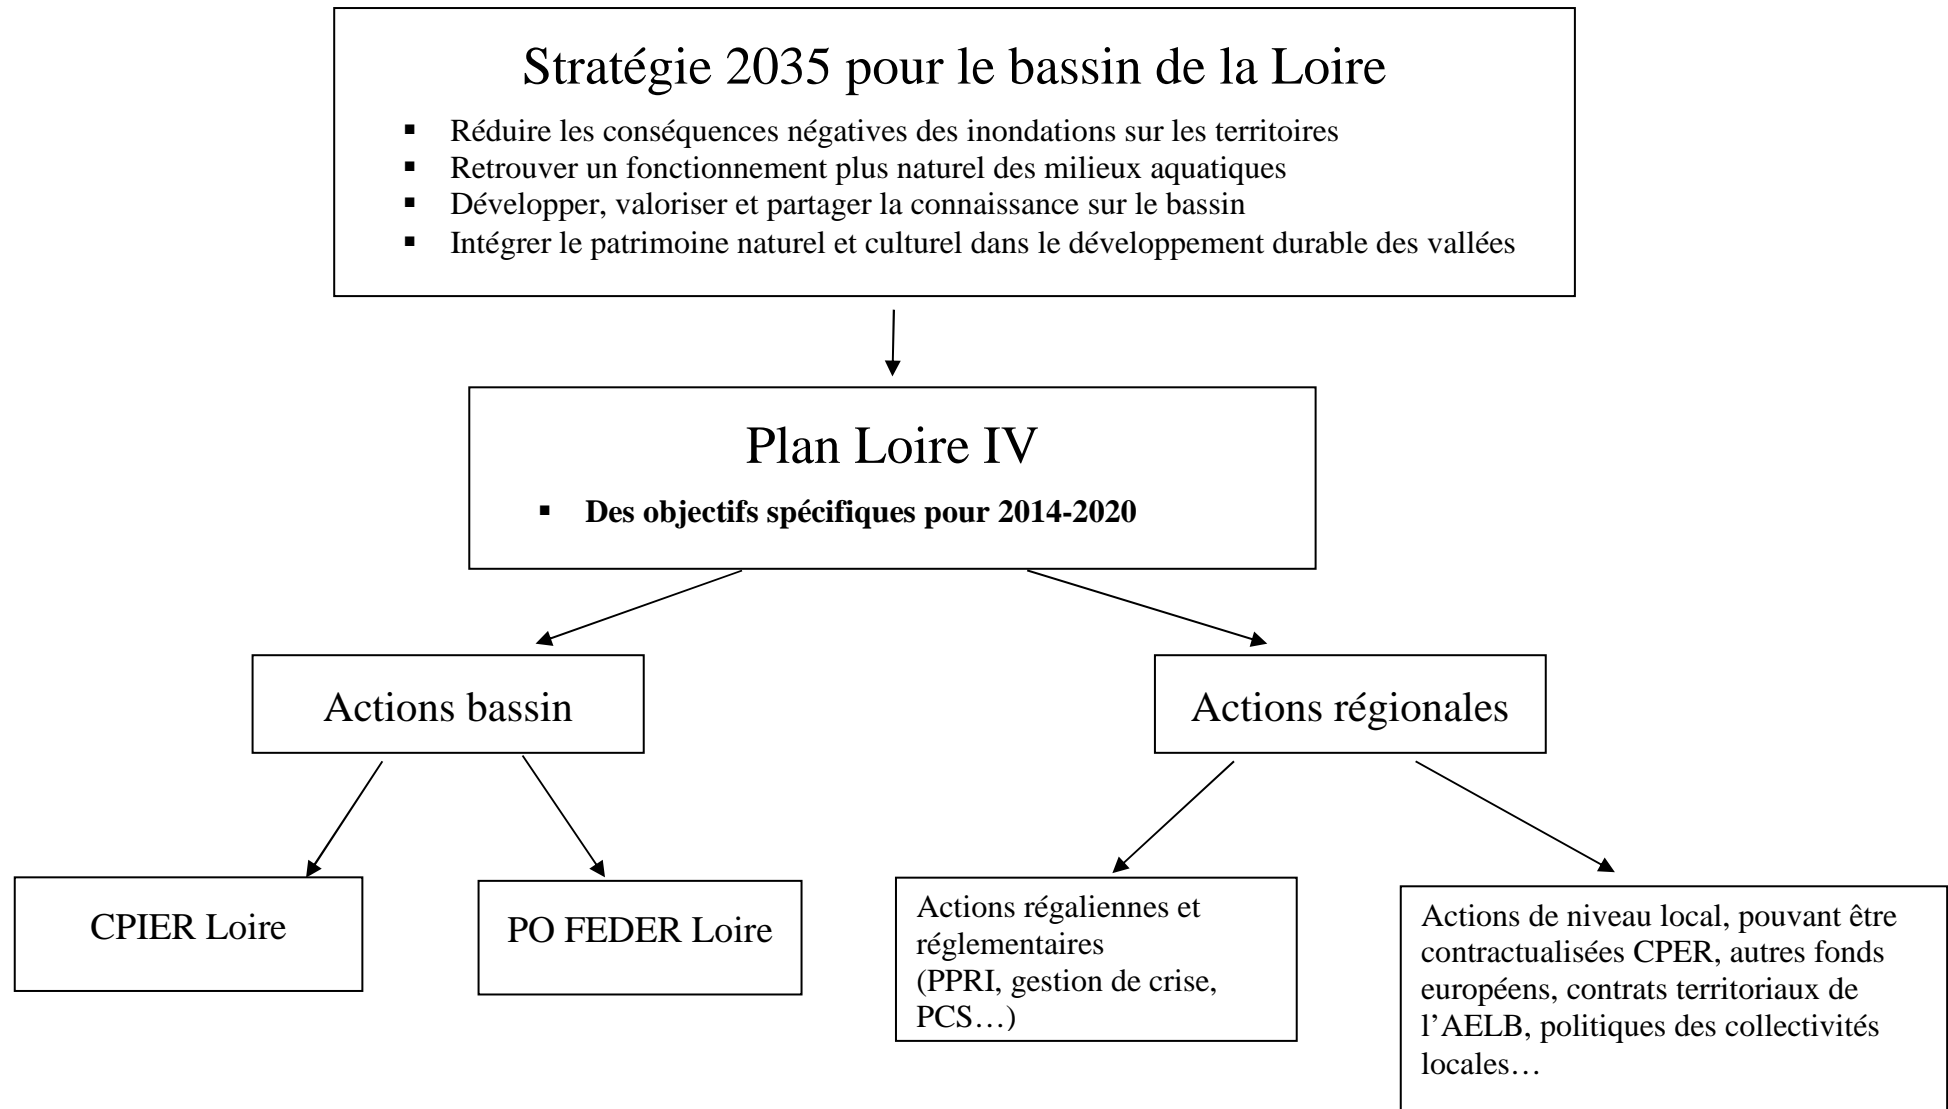 Stratégie 2035 pour le bassin de la Loire
▪ Réduire les conséquences négatives des inondations sur les territoires
▪ Retrouver un fonctionnement plus naturel des milieux aquatiques
▪ Développer, valoriser et partager la connaissance sur le bassin
▪ Intégrer le patrimoine naturel et culturel dans le développement durable des vallées
Plan Loire IV
▪ Des objectifs spécifiques pour 2014-2020
Actions bassin
Actions régionales
CPIER Loire
PO FEDER Loire
Actions régaliennes et
réglementaires
(PPRI, gestion de crise,
PCS…)
Actions de niveau local, pouvant être
contractualisées CPER, autres fonds
européens, contrats territoriaux de
l’AELB, politiques des collectivités
locales…